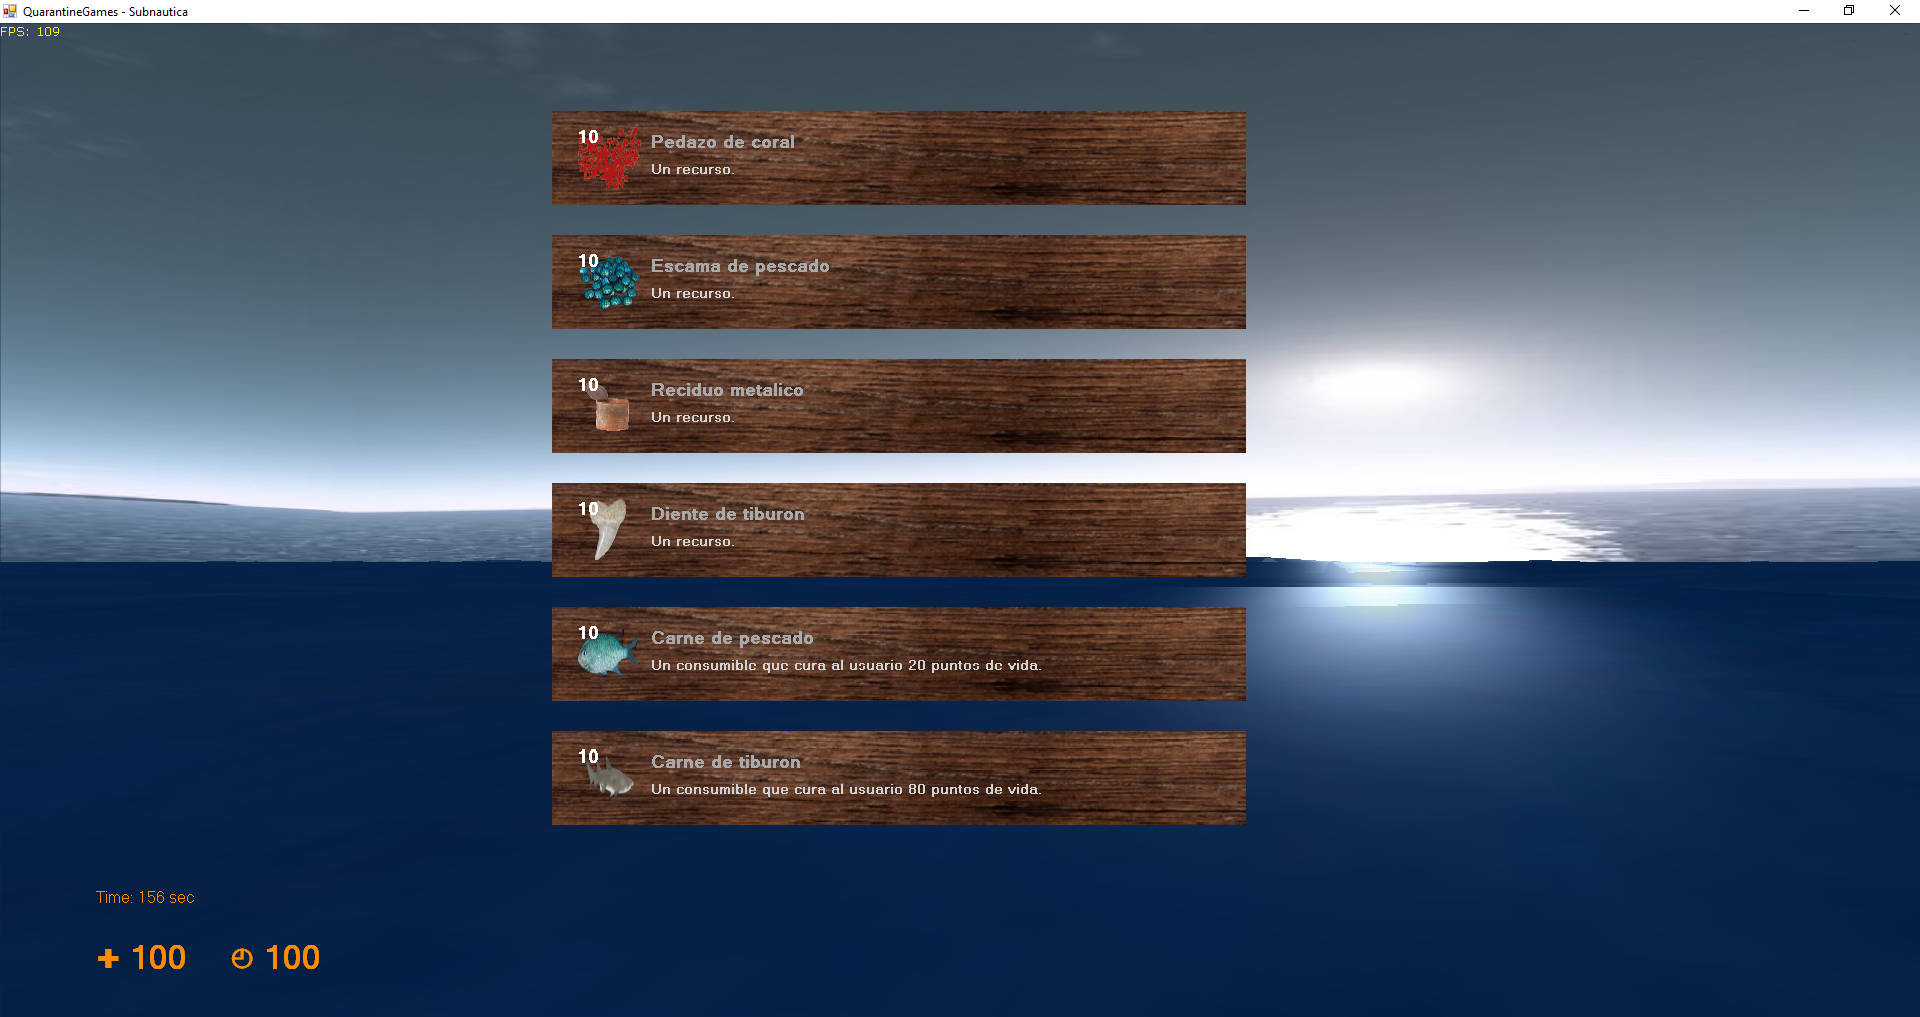 QuarantineGames - Subnautica
FPS: 109
10
Pedazo de coral
Un recurso.
10
Escama de pescado
Un recurso.
10
Reciduo metalico
Un recurso.
10
Diente de tiburon
Un recurso.
10
Carne de pescado
Un consumible que cura al usuario 20 puntos de vida.
10
Carne de tiburon
Un consumible que cura al usuario 80 puntos de vida.
Time: 156 sec
100 100